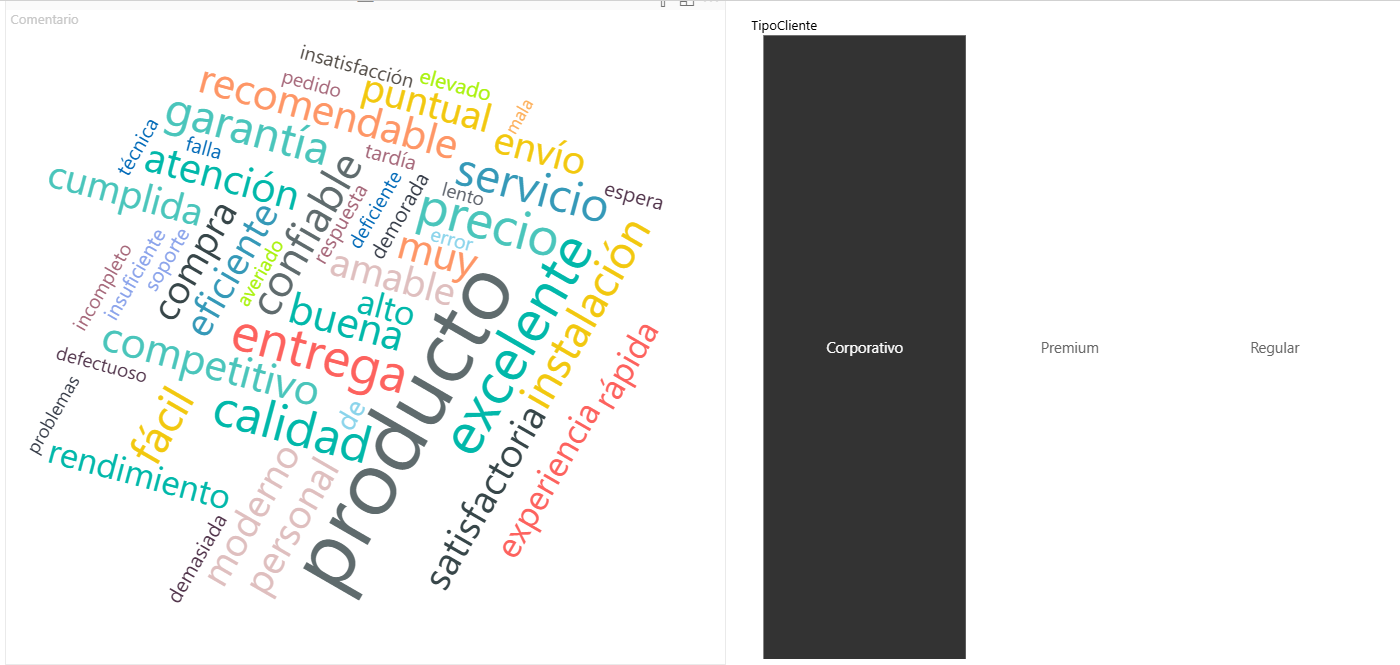 Comentario
TipoCliente
insatisfacción
elevado
pedido
recomendable
puntual
mala
garantía
envío
técnica
falla
tardía
atención
servicio
cumplida
confiable
respuesta
deficiente
demorada
lento
espera
precio
compra
eficiente
error
muy
averiado
amable
incompleto
insuficiente
soporte
alto
buena
excelente
instalación
entrega
competitivo
producto
rápida
Corporativo
Premium
Regular
defectuoso
problemas
fácil
calidad
de
satisfactoria
experiencia
rendimiento
moderno
personal
demasiada